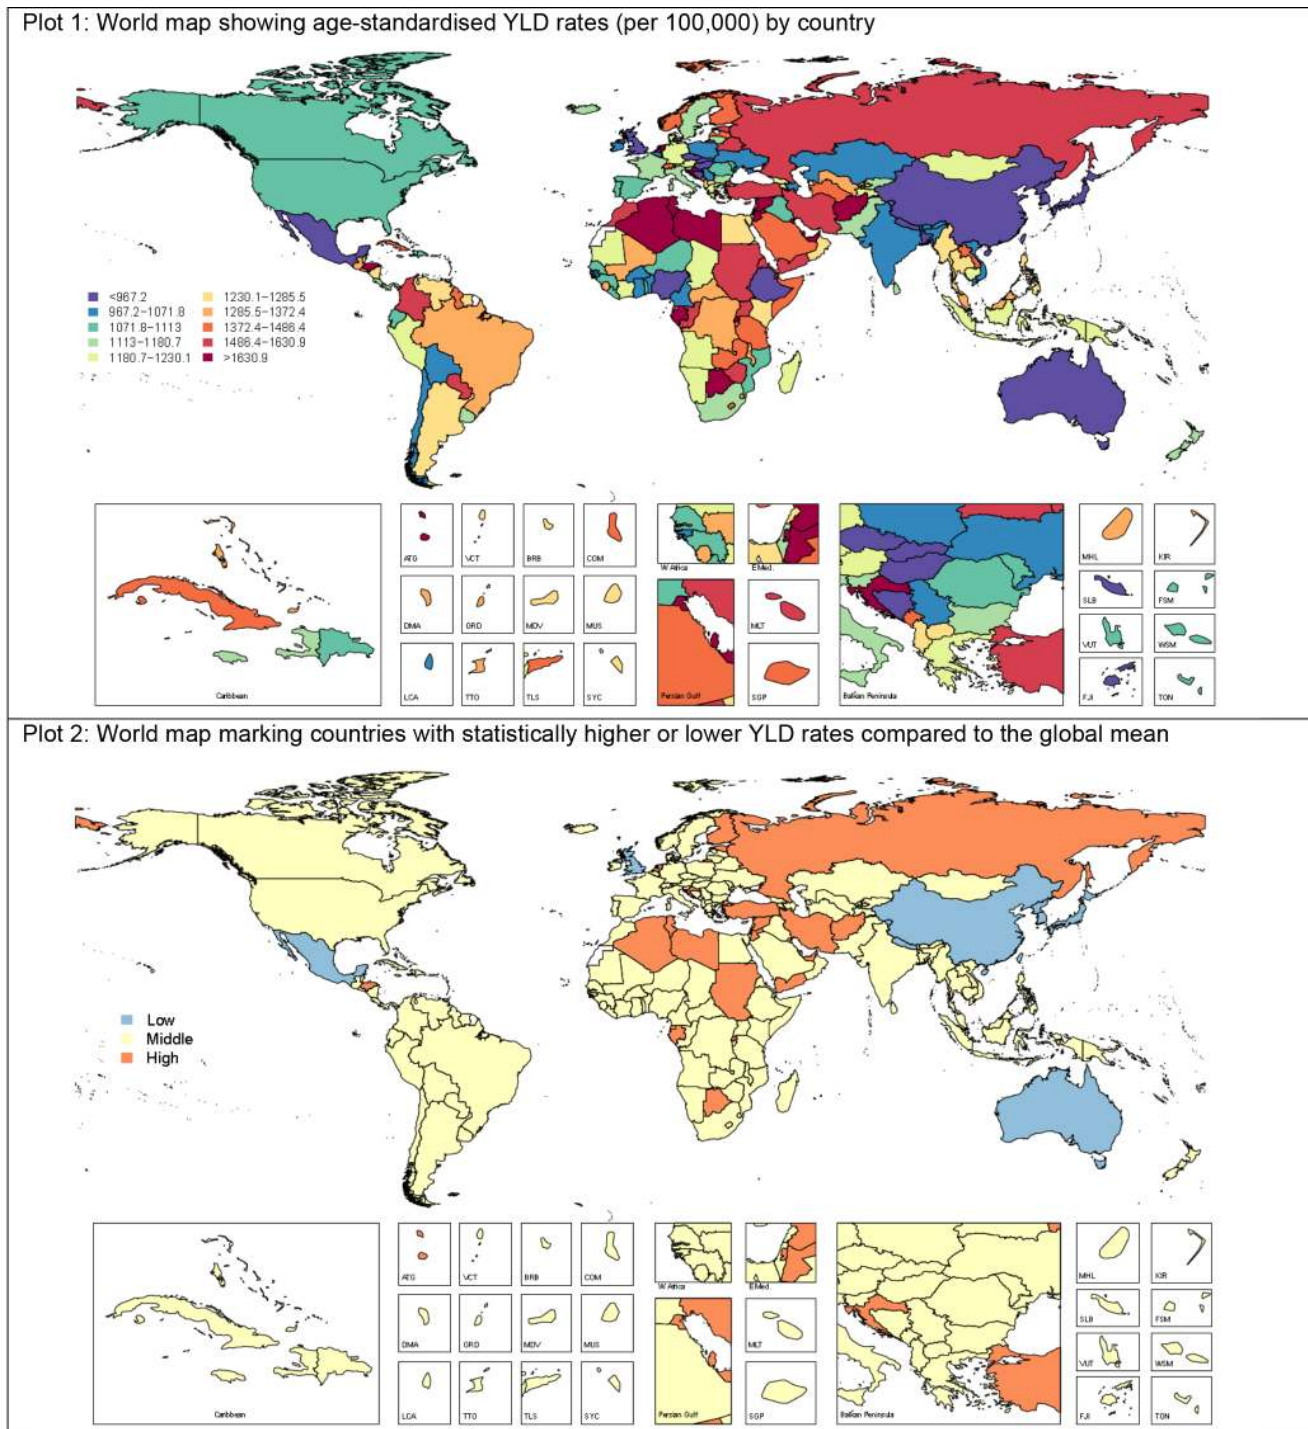 Plot 1: World map showing age-standardised YLD rates (per 100,000) by country
<967.2
967.2-1071.8
1071.8-1113
1113-1180.7
1180.7-1230.1
1230.1-1285.5
1285.5-1372.4
1372.4-1486.4
1486.4-1630.9
>1630.9
Caribbean
ATG
VCT
BRB
COM
DMA
GRD
MDV
MUS
LCA
TTO
TLS
SYC
W Africa
E Med.
Persian Gulf
MLT
SGP
Balkan Peninsula
MHL
KIR
SLB
FSM
VUT
WSM
FJI
TON
Plot 2: World map marking countries with statistically higher or lower YLD rates compared to the global mean
Low
Middle
High
Caribbean
ATG
VCT
BRB
COM
DMA
GRD
MDV
MUS
LCA
TTO
TLS
SYC
W Africa
E Med.
Persian Gulf
MLT
SGP
Balkan Peninsula
MHL
KIR
SLB
FSM
VUT
WSM
FJI
TON